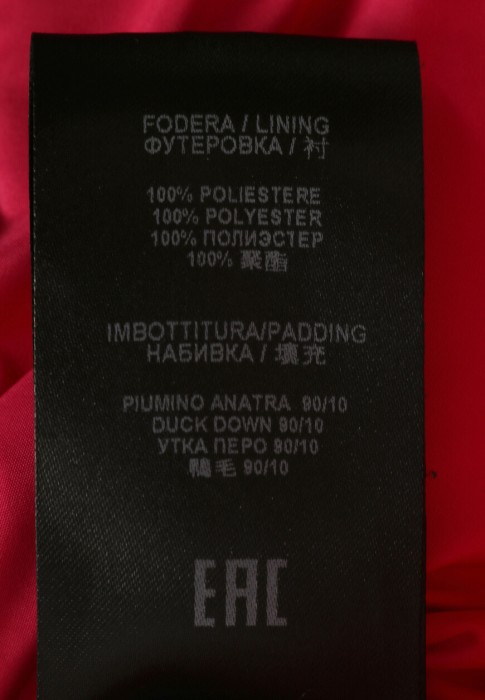 FODERA / LINING
ФУТЕРОВКА / 衬
100% POLIESTERE
100% POLYESTER
100% ПОЛИЭСТЕР
100% 聚酯
IMBOTTITURA/PADDING
НАБИВКА / 填充
PIUMINO ANATRA 90/10
DUCK DOWN 90/10
УТКА ПЕРО 90/10
鸭毛 90/10
EAC